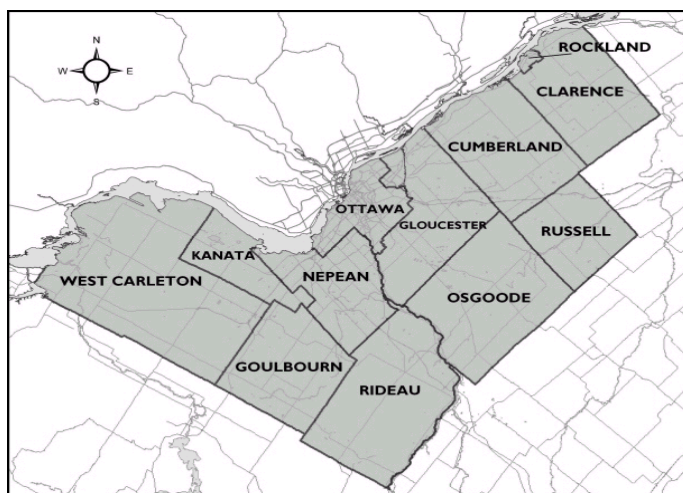 N
W E
S
ROCKLAND
CLARENCE
CUMBERLAND
OTTAWA
GLOUCESTER
RUSSELL
KANATA
NEPEAN
WEST CARLETON
OSGOODE
GOULBOURN
RIDEAU